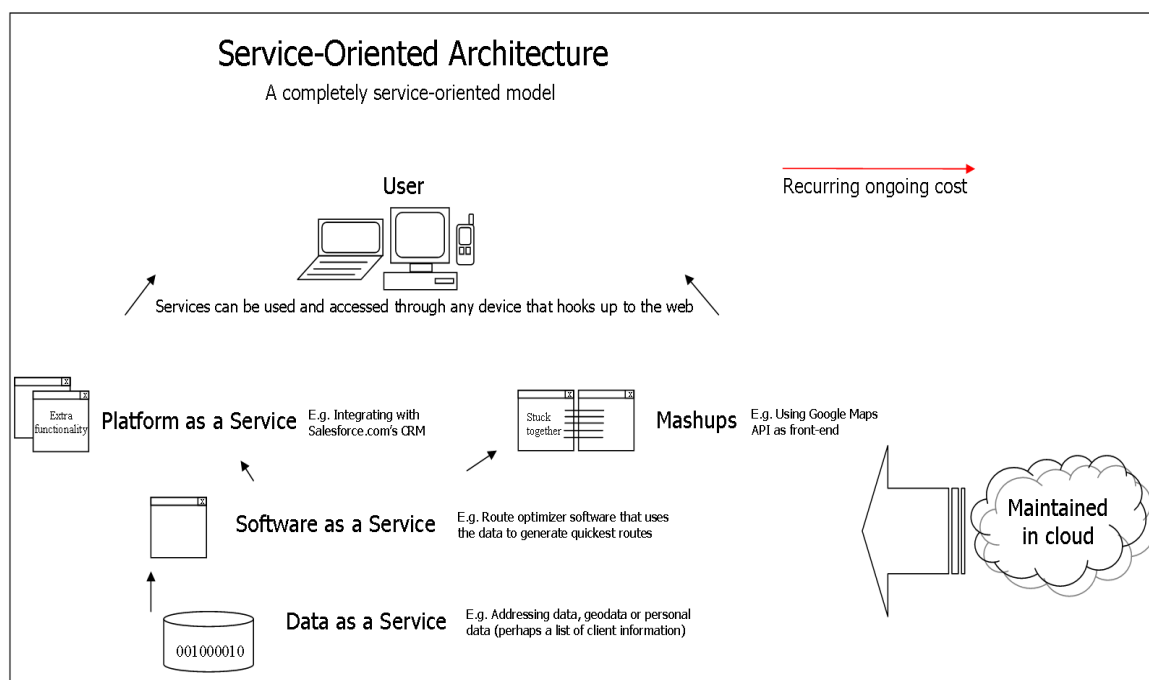 Service-Oriented Architecture
A completely service-oriented model
User
Recurring ongoing cost
Services can be used and accessed through any device that hooks up to the web
X
X
Extra
functionality
Platform as a Service
E.g. Integrating with
Salesforce.com's CRM
X
X
Stuck
together
Mashups
E.g. Using Google Maps
API as front-end
X
Software as a Service
E.g. Route optimizer software that uses
the data to generate quickest routes
Maintained
in cloud
Data as a Service
E.g. Addressing data, geodata or personal
data (perhaps a list of client information)
001000010